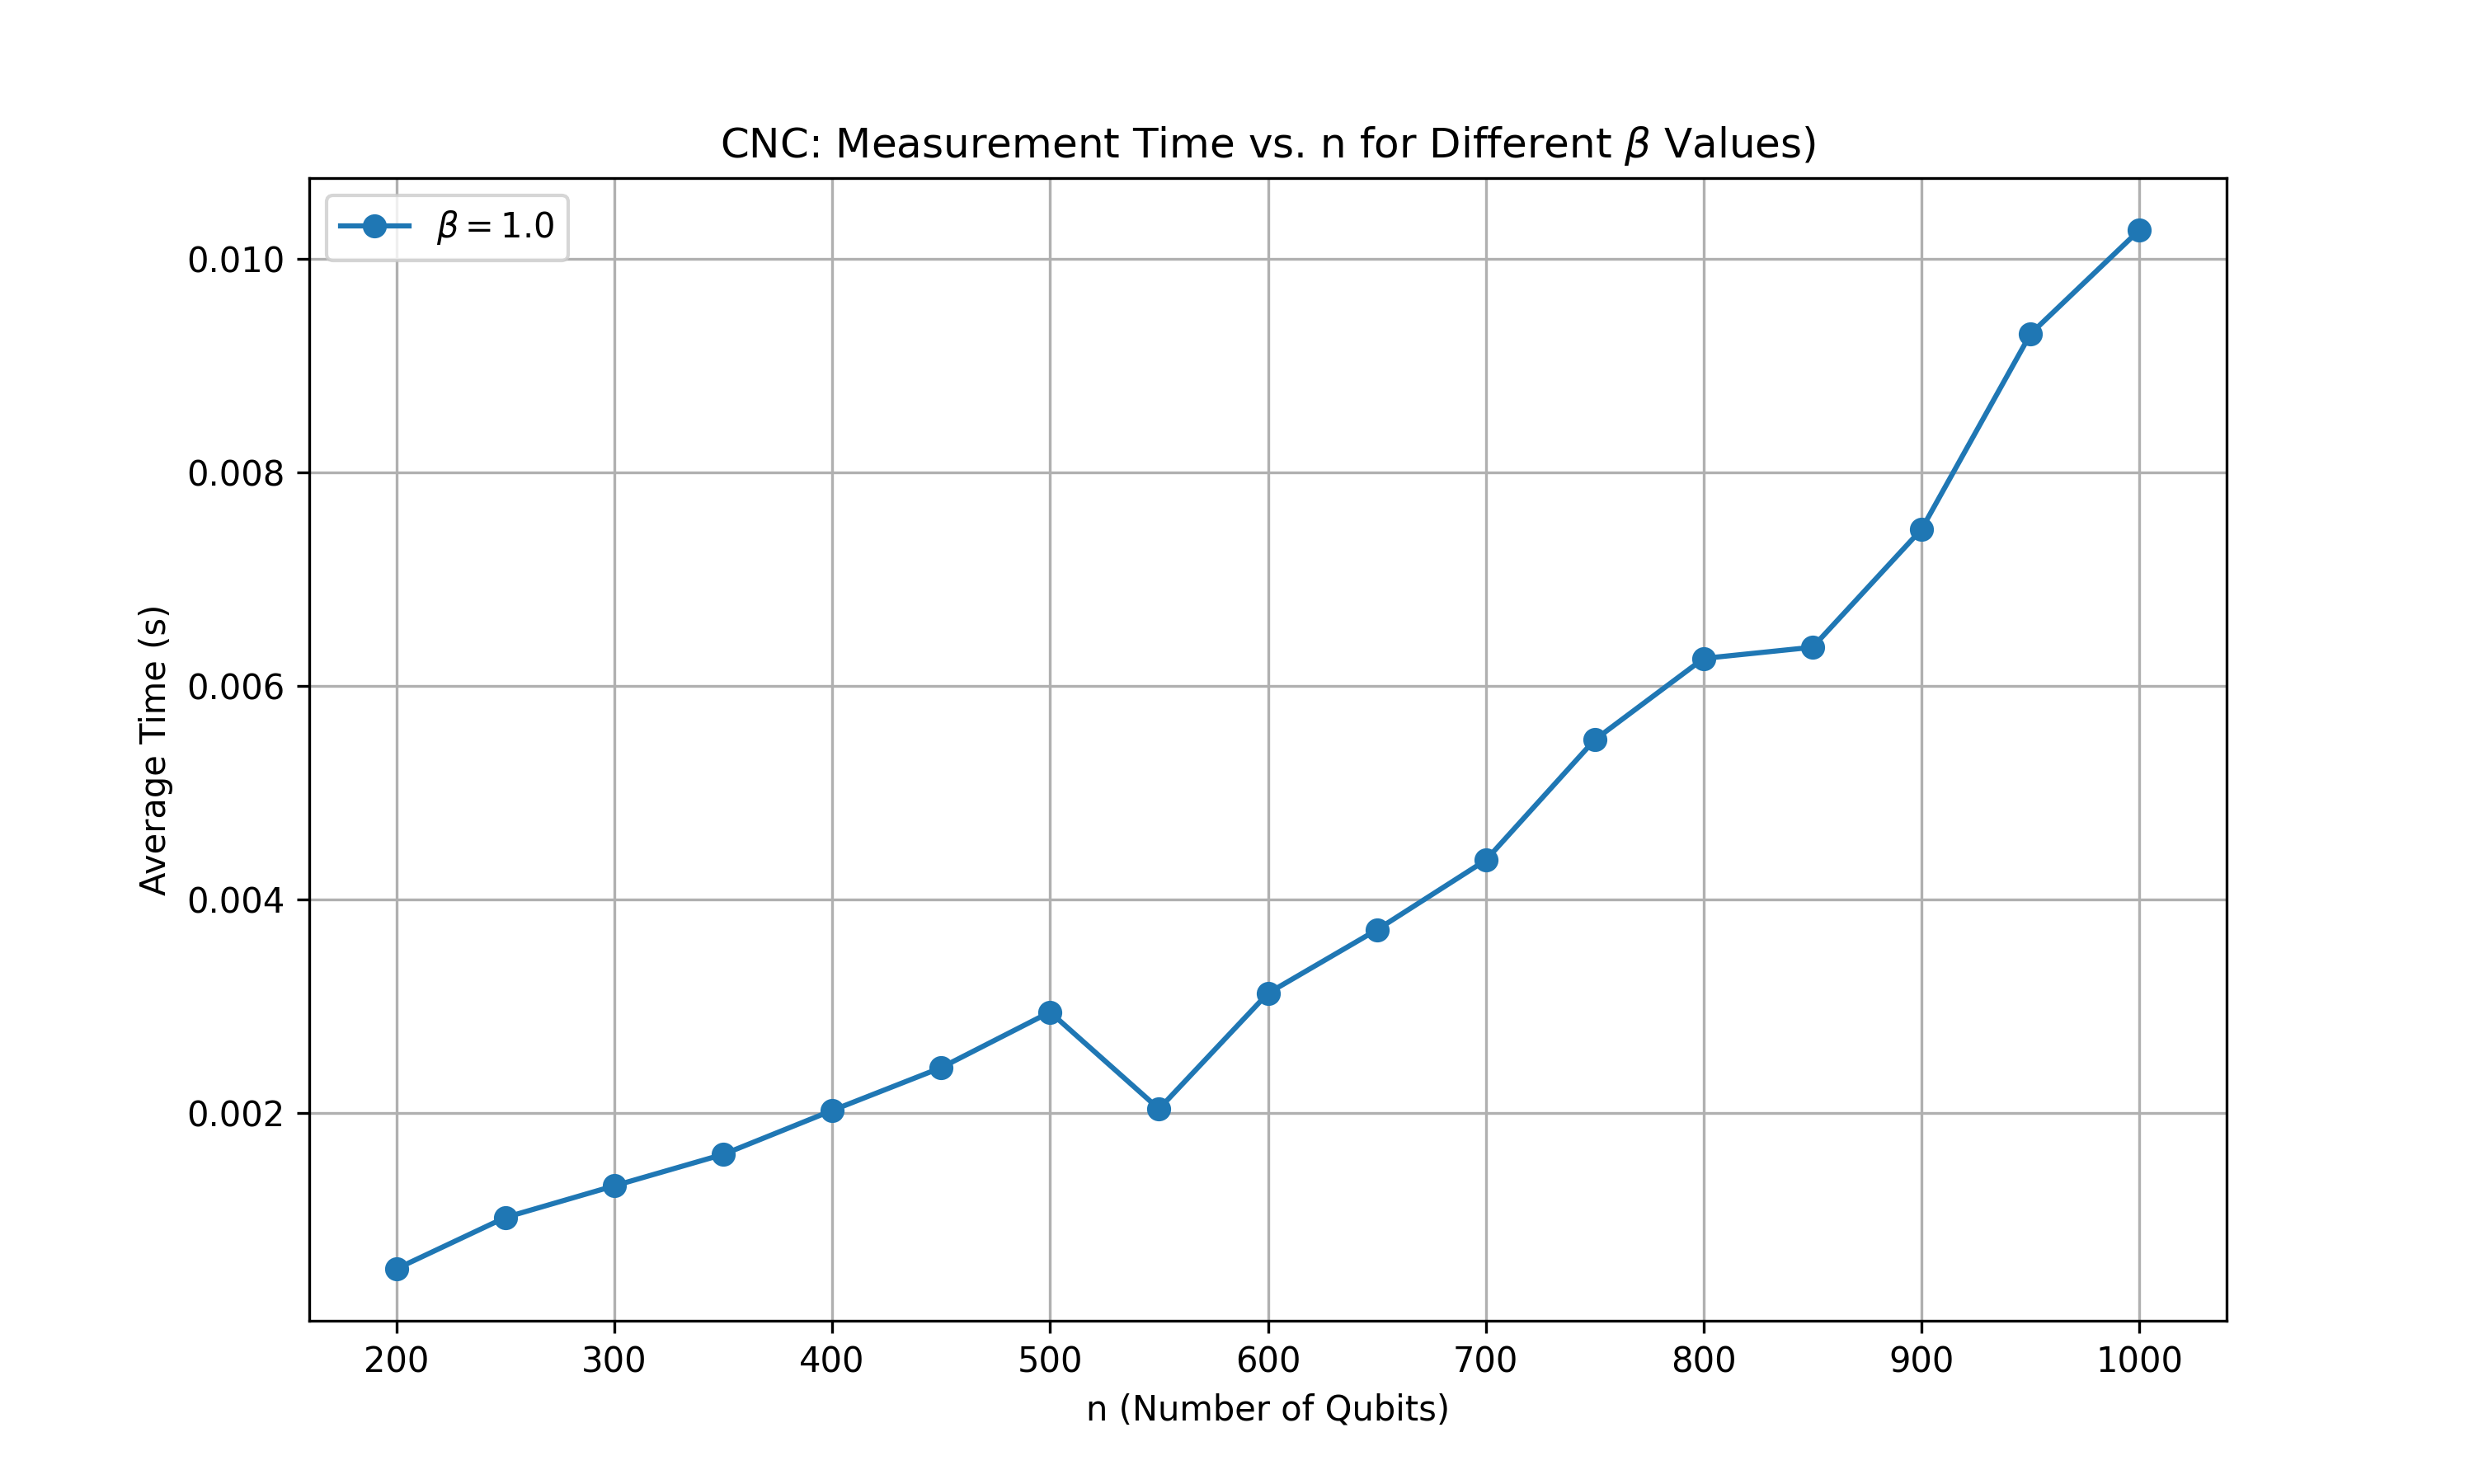 CNC: Measurement Time vs. n for Different β Values)
β = 1.0
0.010
0.008
0.006
0.004
0.002
Average Time (s)
200 300 400 500 600 700 800 900 1000
n (Number of Qubits)